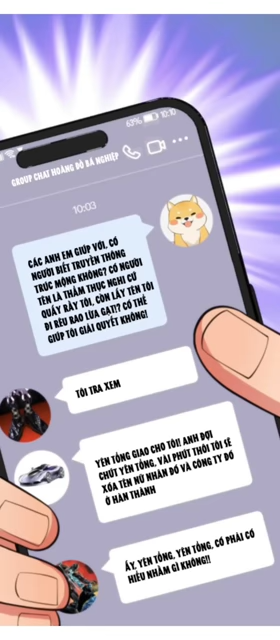 63% 10:10
GROUP CHAT HOÀNG ĐỒ BÁ NGHIỆP
10:03
CÁC ANH EM GIÚP VỚI, CÓ
NGƯỜI BIẾT TRUYỀN THÔNG
TRÚC MỘNG KHÔNG? CÓ NGƯỜI
TÊN LÀ THẨM THỤC NGHI CỨ
QUẤY RẦY TÔI, CÒN LẤY TÊN TÔI
ĐI RÊU RAO LỪA GẠT!? CÓ THỂ
GIÚP TÔI GIẢI QUYẾT KHÔNG!
TÔI TRA XEM
YÊN TỔNG GIAO CHO TÔI! ANH ĐỢI
CHÚT YÊN TỔNG, VÀI PHÚT THÔI TÔI SẼ
XÓA TÊN NỮ NHÂN ĐÓ VÀ CÔNG TY ĐÓ
Ở HÀN THÀNH
ẤY, YÊN TỔNG, YÊN TỔNG, CÓ PHẢI CÓ
HIỂU NHẦM GÌ KHÔNG!!